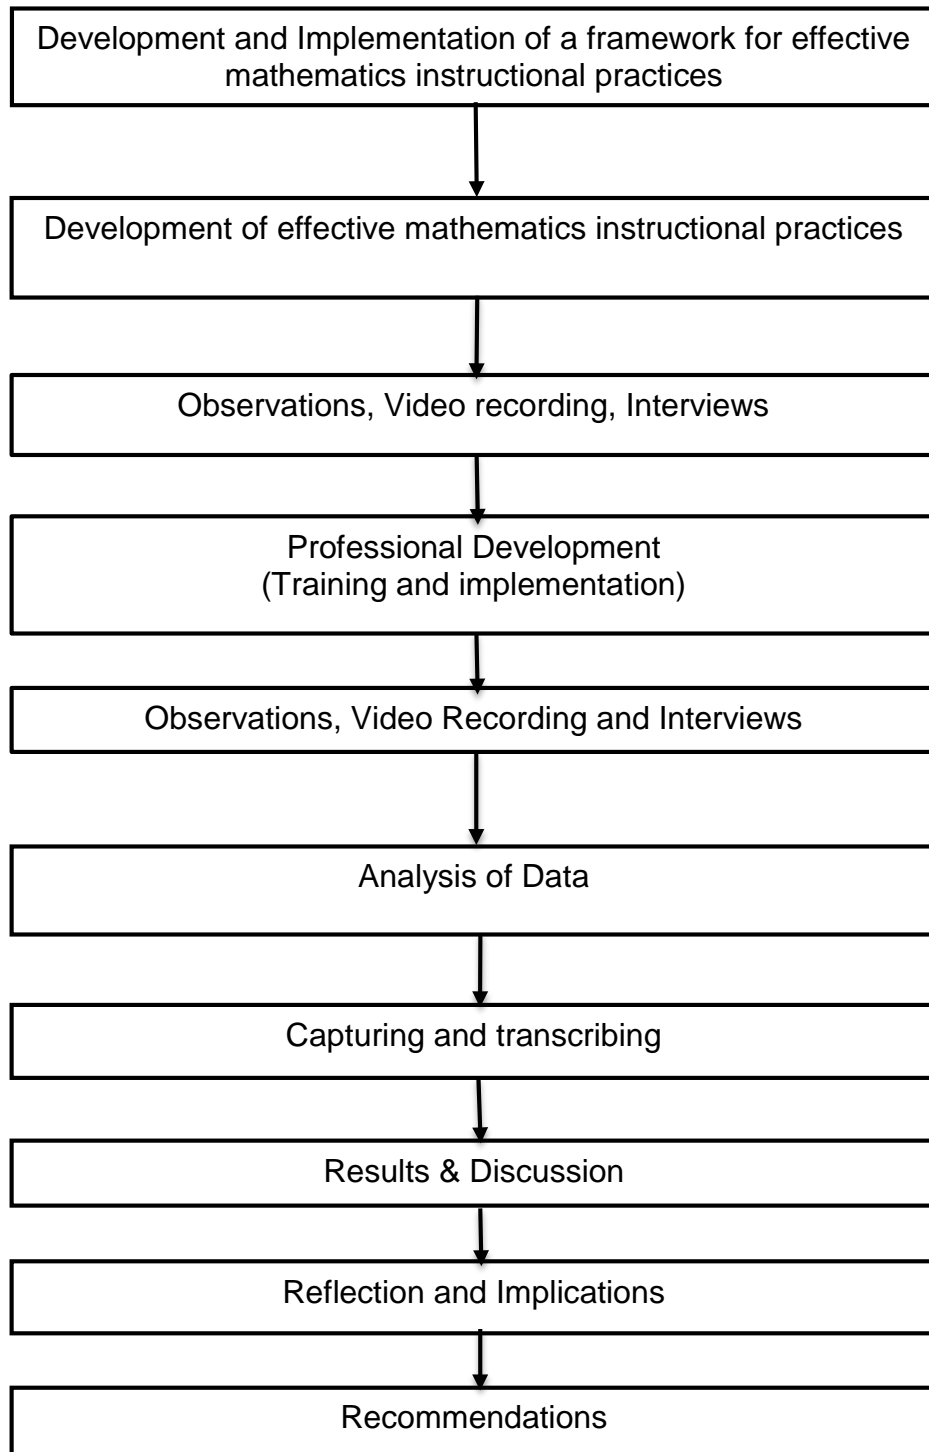 Development and Implementation of a framework for effective
mathematics instructional practices
Development of effective mathematics instructional practices
Observations, Video recording, Interviews
Professional Development
(Training and implementation)
Observations, Video Recording and Interviews
Analysis of Data
Capturing and transcribing
Results & Discussion
Reflection and Implications
Recommendations